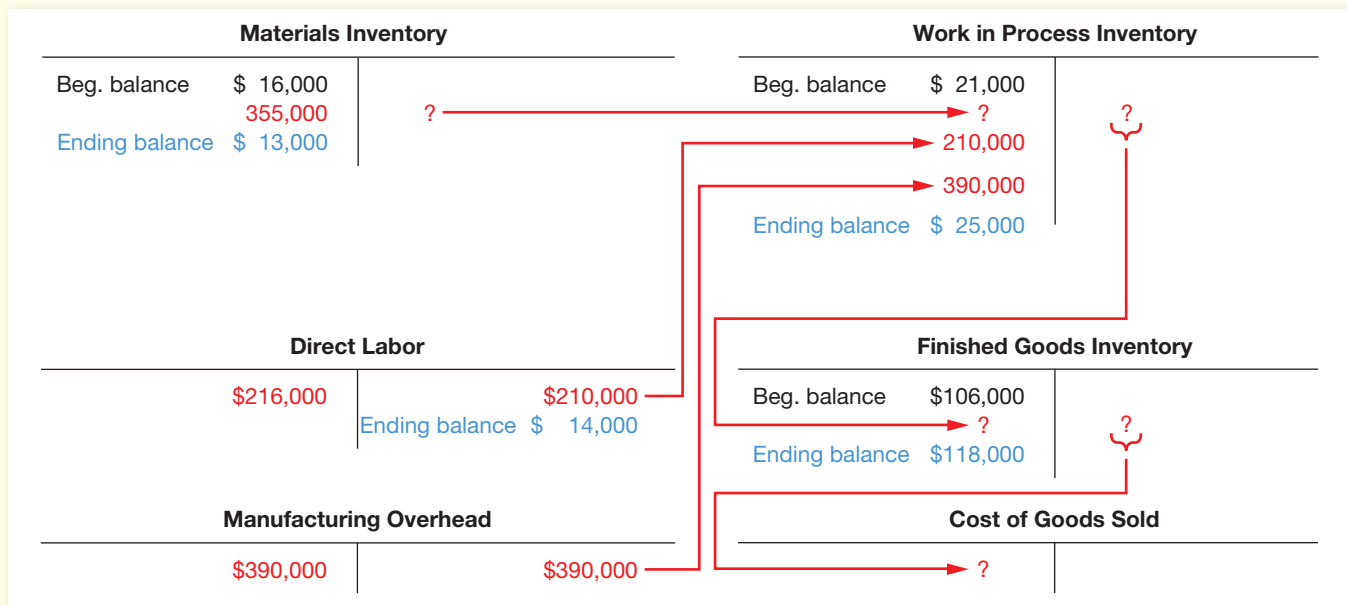 Materials Inventory
Beg. balance $ 16,000
355,000 ?
Ending balance $ 13,000
Work in Process Inventory
Beg. balance $ 21,000
? ?
210,000
390,000
Ending balance $ 25,000
Direct Labor
$216,000 $210,000
Ending balance $ 14,000
Finished Goods Inventory
Beg. balance $106,000
? ?
Ending balance $118,000
Manufacturing Overhead
$390,000 $390,000
Cost of Goods Sold
?